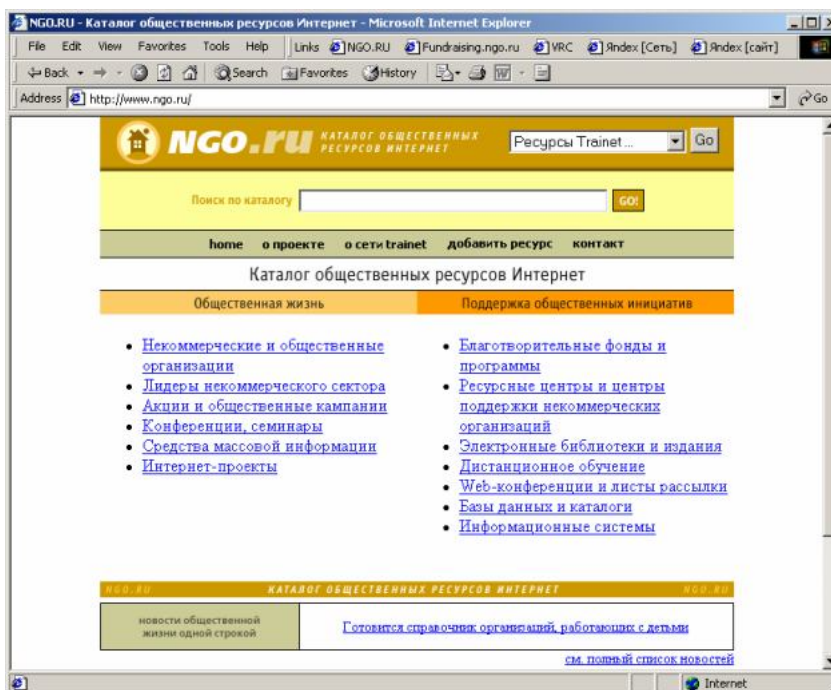 NGO.RU - Каталог общественных ресурсов Интернет - Microsoft Internet Explorer
File Edit View Favorites Tools Help Links NGO.RU Fundraising.ngo.ru VRC Яndex [Сеть] Яndex [сайт]
Back Search Favorites History
Address http://www.ngo.ru/ Go
NGO.ru КАТАЛОГ ОБЩЕСТВЕННЫХ
РЕСУРСОВ ИНТЕРНЕТ
Ресурсы Trainet... Go
Поиск по каталогу GO!
home о проекте о сети trainet добавить ресурс контакт
Каталог общественных ресурсов Интернет
Общественная жизнь
Некоммерческие и общественные
организации
Лидеры некоммерческого сектора
Акции и общественные кампании
Конференции, семинары
Средства массовой информации
Интернет-проекты
Поддержка общественных инициатив
Благотворительные фонды и
программы
Ресурсные центры и центры
поддержки некоммерческих
организаций
Электронные библиотеки и издания
Дистанционное обучение
Web-конференции и листы рассылки
Базы данных и каталоги
Информационные системы
NGO.RU КАТАЛОГ ОБЩЕСТВЕННЫХ РЕСУРСОВ ИНТЕРНЕТ NGO.RU
новости общественной
жизни одной строкой
Готовится справочник организаций, работающих с детьми
см. полный список новостей
Internet